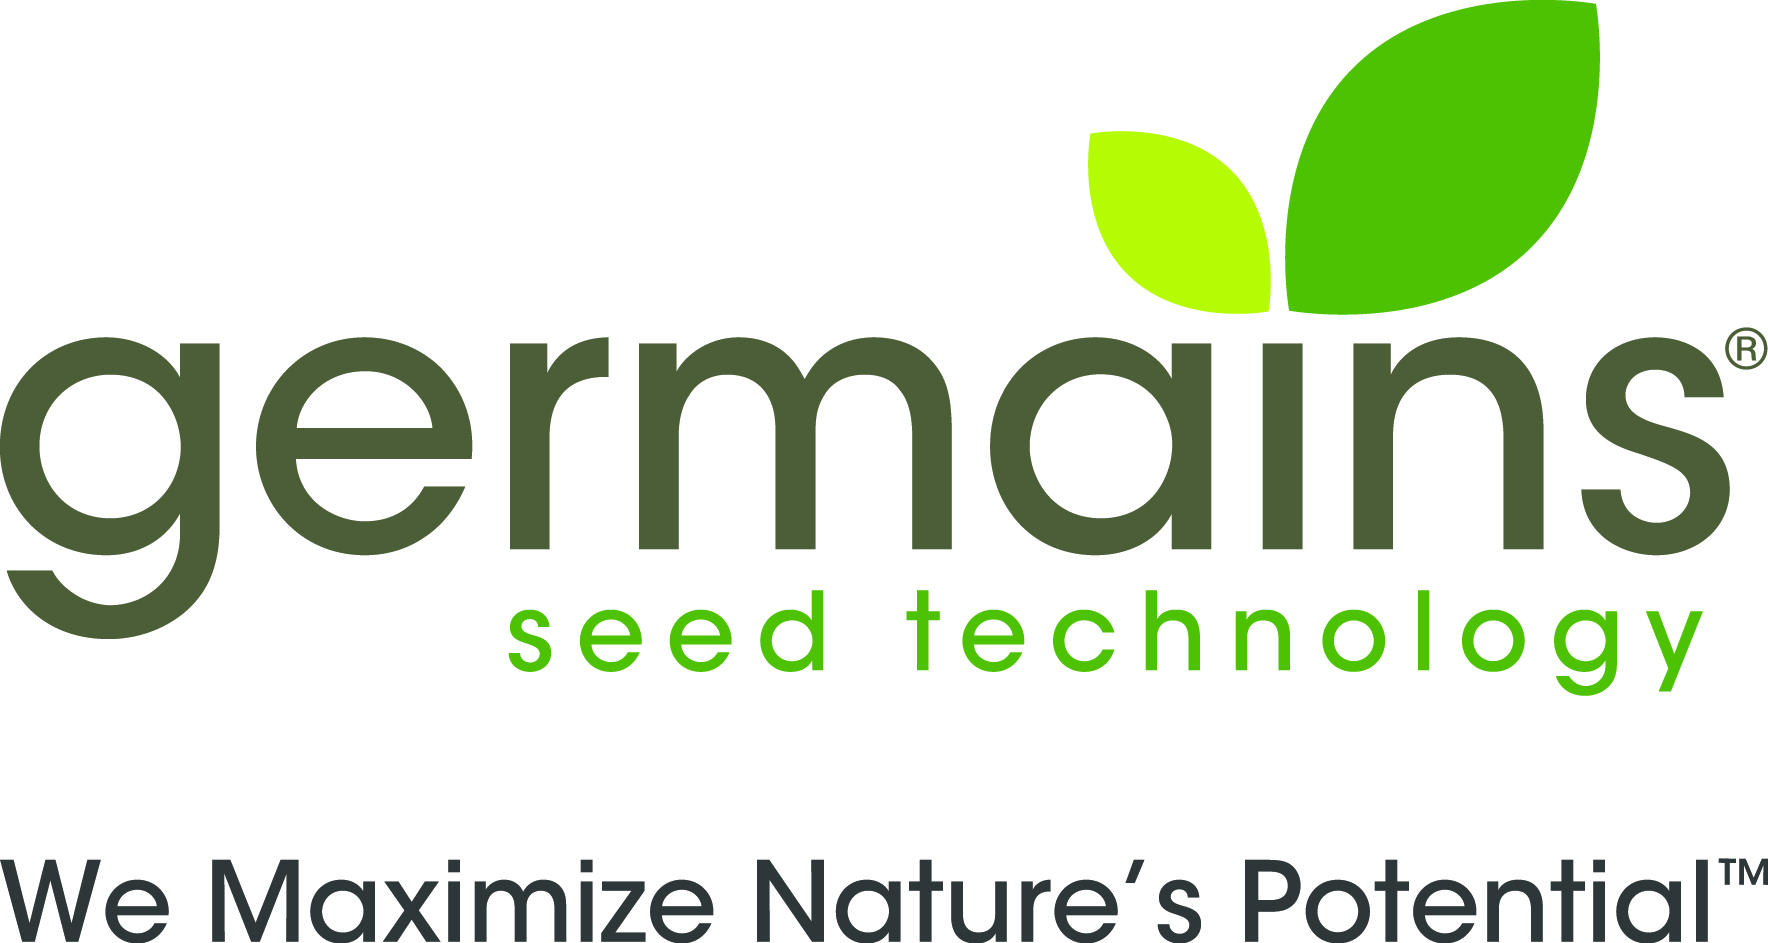 germains®
seed technology
We Maximize Nature’s Potential™